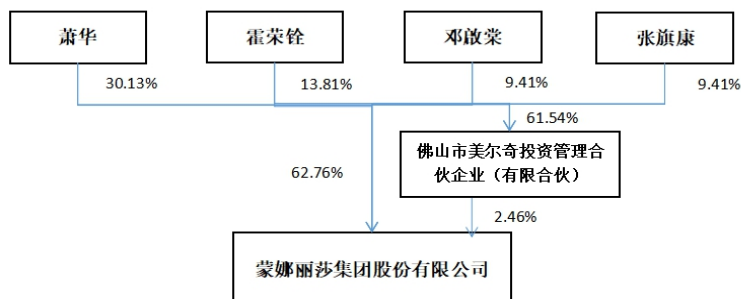 萧华
霍荣铨
邓啟棠
张旗康
30.13%
13.81%
9.41%
9.41%
61.54%
佛山市美尔奇投资管理合
伙企业（有限合伙）
62.76%
2.46%
蒙娜丽莎集团股份有限公司